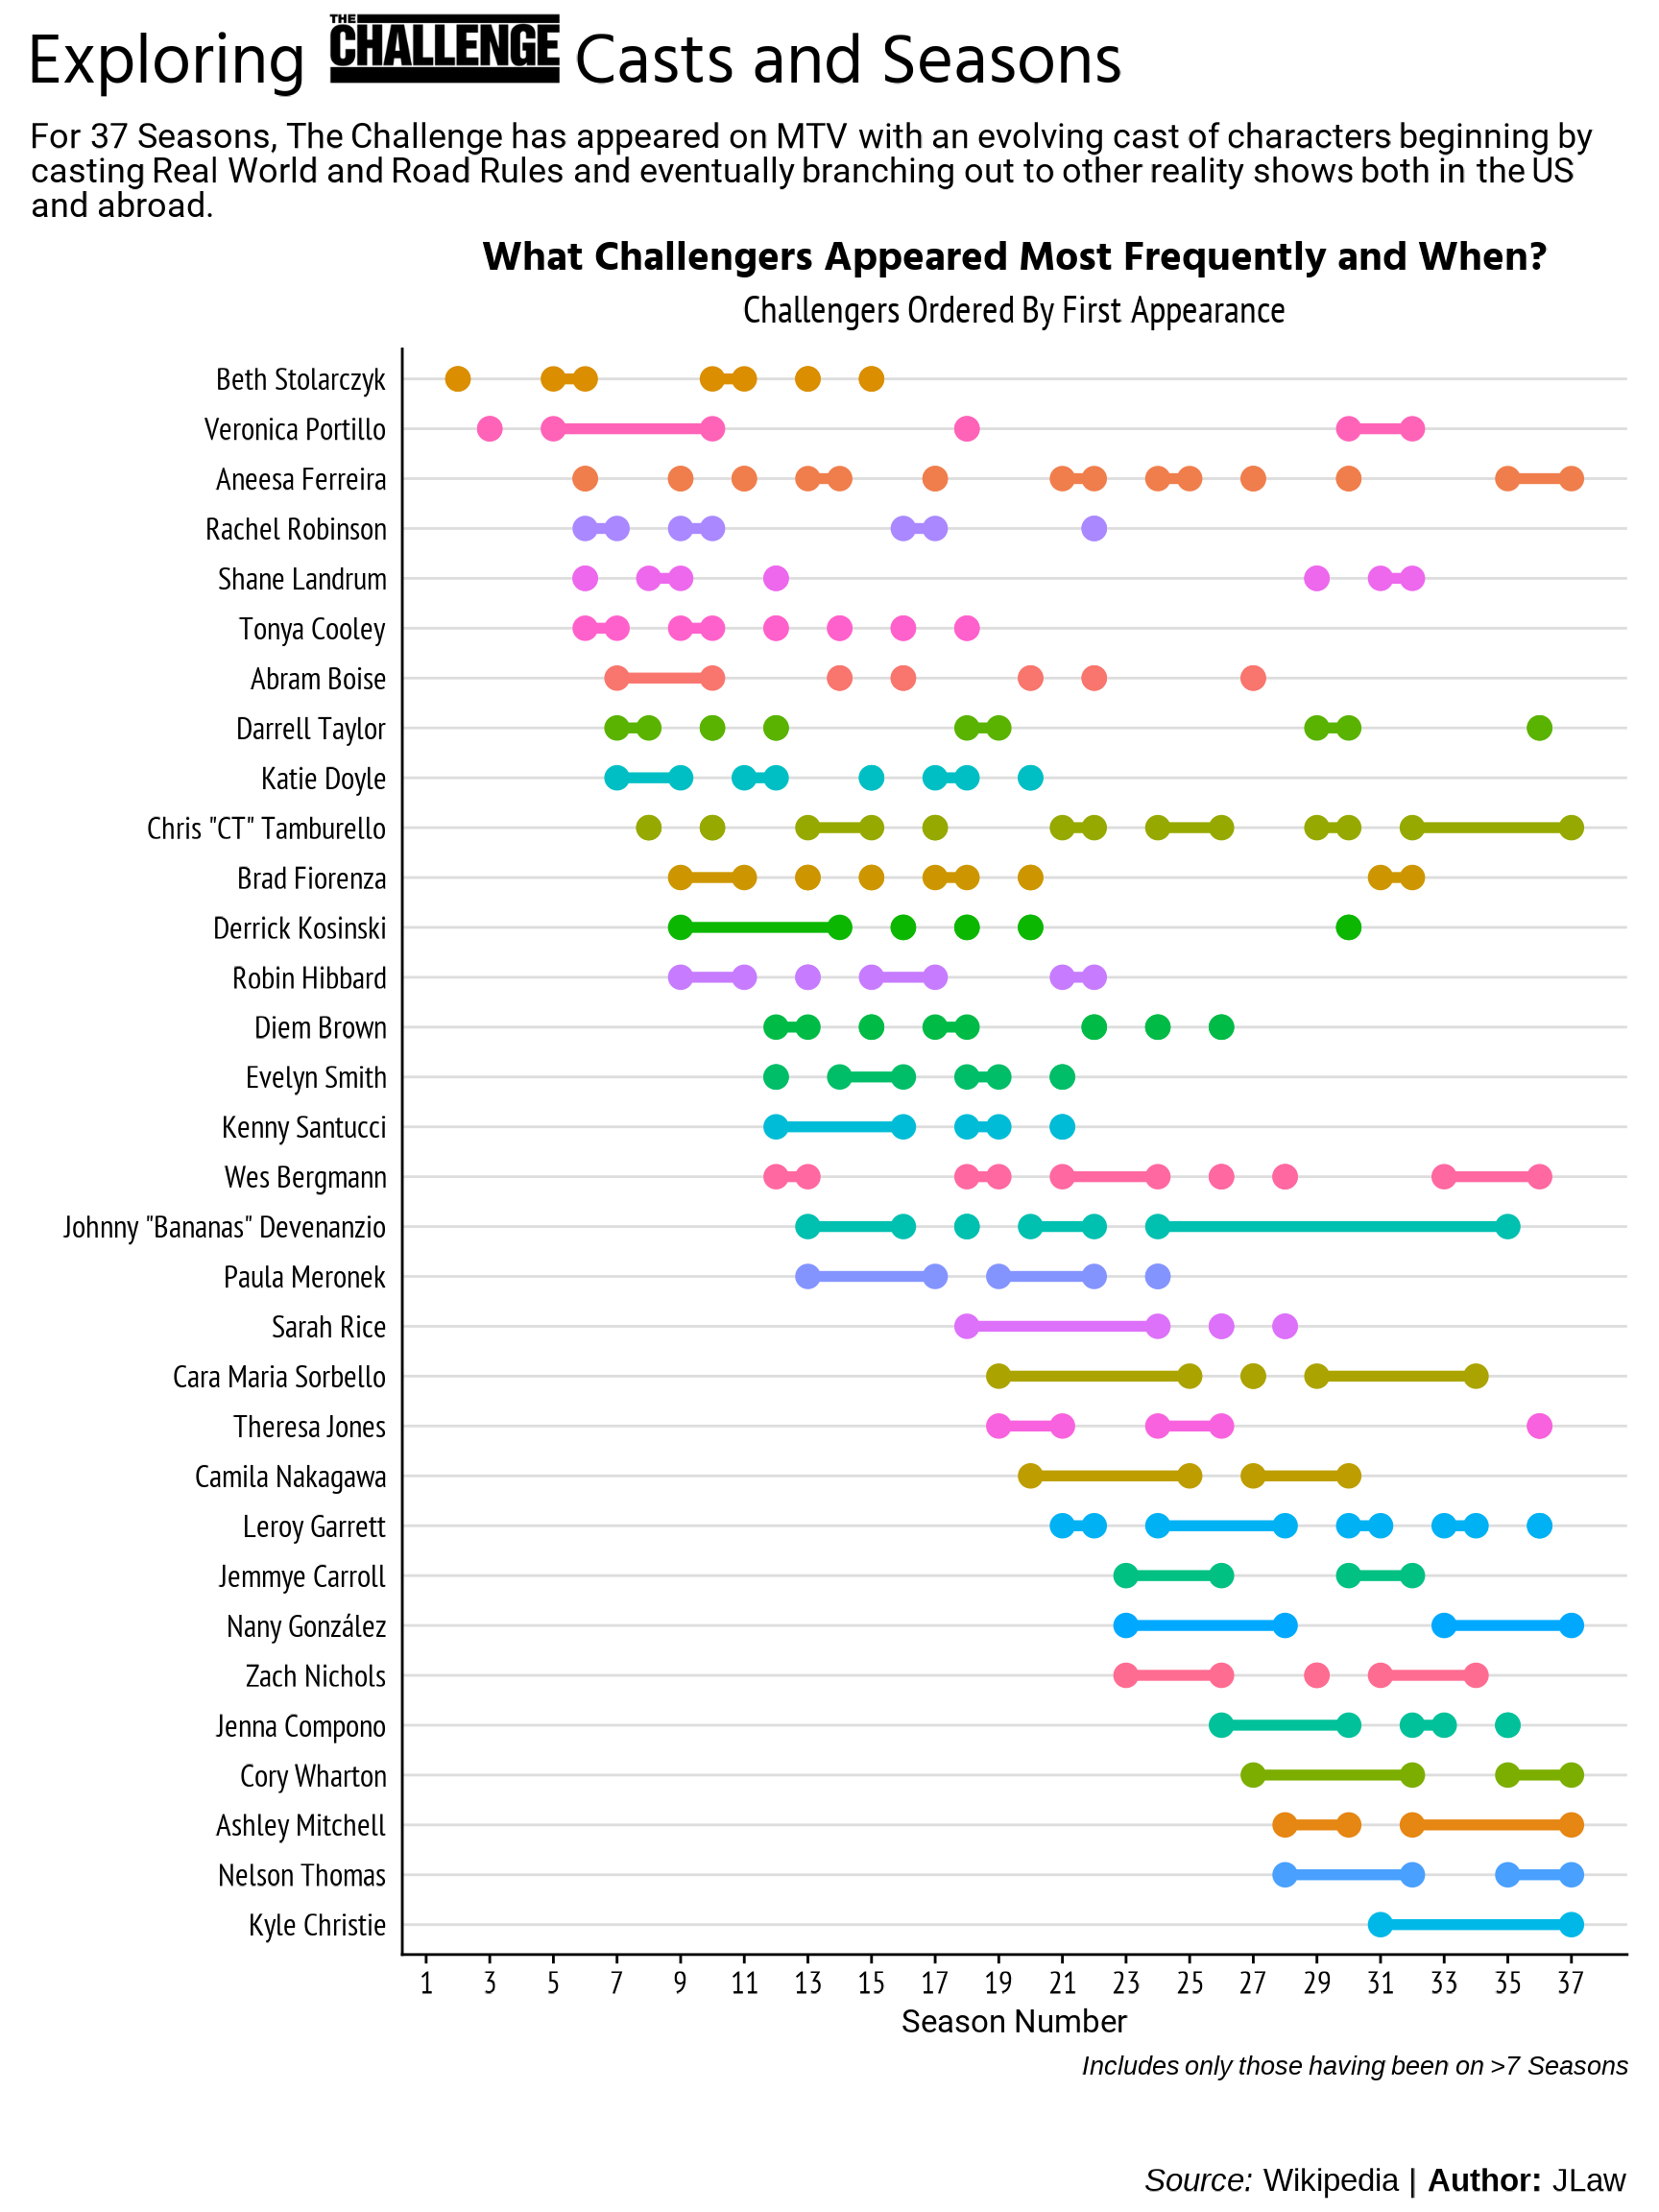 Exploring THE CHALLENGE Casts and Seasons
For 37 Seasons, The Challenge has appeared on MTV with an evolving cast of characters beginning by
casting Real World and Road Rules and eventually branching out to other reality shows both in the US
and abroad.
What Challengers Appeared Most Frequently and When?
Challengers Ordered By First Appearance
Beth Stolarczyk
Veronica Portillo
Aneesa Ferreira
Rachel Robinson
Shane Landrum
Tonya Cooley
Abram Boise
Darrell Taylor
Katie Doyle
Chris "CT" Tamburello
Brad Fiorenza
Derrick Kosinski
Robin Hibbard
Diem Brown
Evelyn Smith
Kenny Santucci
Wes Bergmann
Johnny "Bananas" Devenanzio
Paula Meronek
Sarah Rice
Cara Maria Sorbello
Theresa Jones
Camila Nakagawa
Leroy Garrett
Jemmye Carroll
Nany González
Zach Nichols
Jenna Compono
Cory Wharton
Ashley Mitchell
Nelson Thomas
Kyle Christie
1 3 5 7 9 11 13 15 17 19 21 23 25 27 29 31 33 35 37
Season Number
Includes only those having been on >7 Seasons
Source: Wikipedia | Author: JLaw